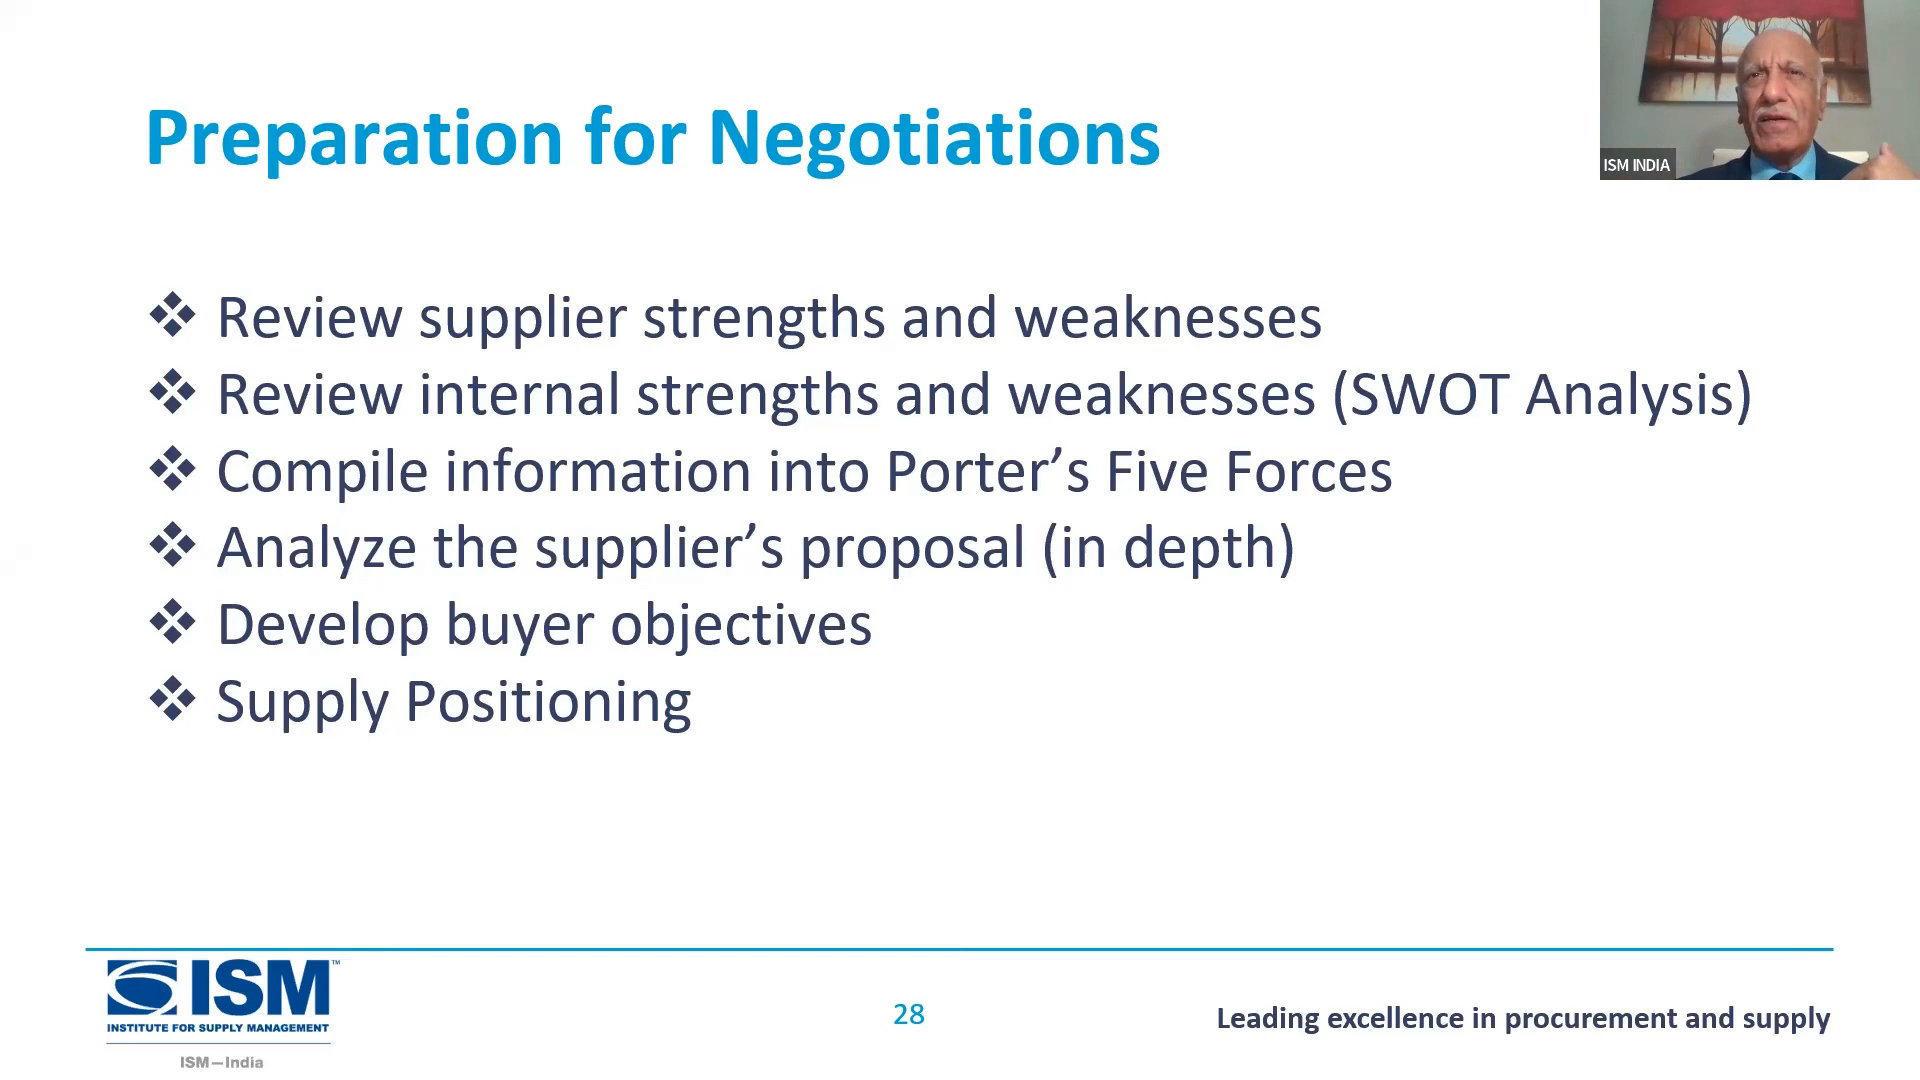 Preparation for Negotiations
ISM INDIA
❖ Review supplier strengths and weaknesses
❖ Review internal strengths and weaknesses (SWOT Analysis)
❖ Compile information into Porter’s Five Forces
❖ Analyze the supplier’s proposal (in depth)
❖ Develop buyer objectives
❖ Supply Positioning
ISM™
INSTITUTE FOR SUPPLY MANAGEMENT
ISM—India
28
Leading excellence in procurement and supply